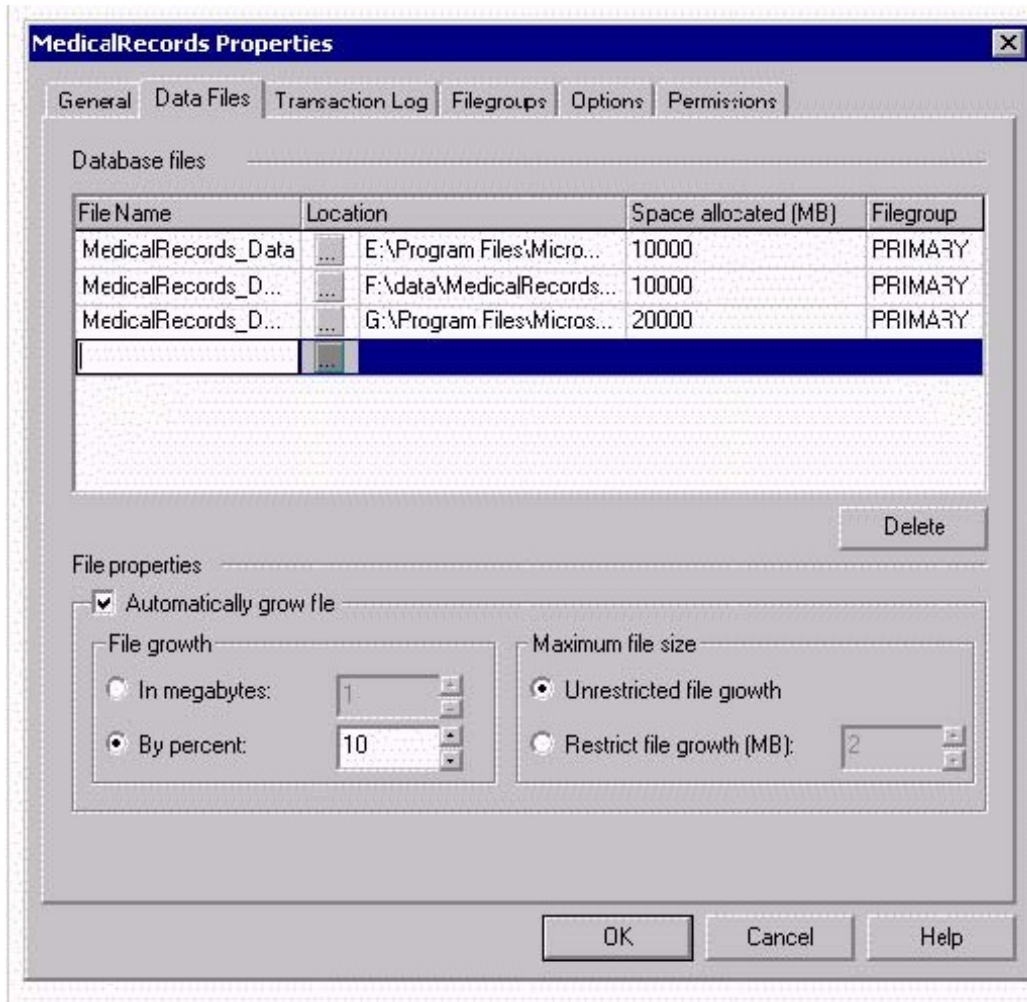 MedicalRecords Properties
General Data Files Transaction Log Filegroups Options Permissions
Database files
File Name Location Space allocated (MB) Filegroup
MedicalRecords_Data ... E:\Program Files\Micro... 10000 PRIMARY
MedicalRecords_D... ... F:\data\MedicalRecords... 10000 PRIMARY
MedicalRecords_D... ... G:\Program Files\Micros... 20000 PRIMARY
...
Delete
File properties
Automatically grow file
File growth
In megabytes: 1
By percent: 10
Maximum file size
Unrestricted file growth
Restrict file growth (MB): 2
OK Cancel Help